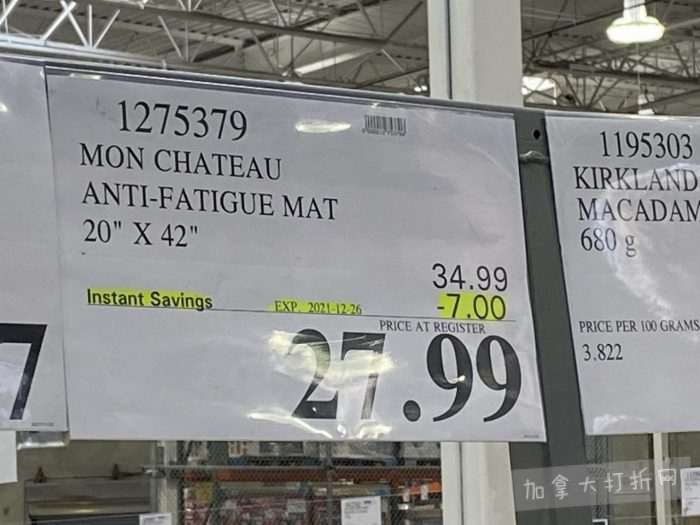 1275379
MON CHATEAU
ANTI-FATIGUE MAT
20" X 42"
34.99
Instant Savings EXP. 2021-12-26 -7.00
PRICE AT REGISTER
27.99
7
1195303
KIRKLAND
MACADAM
680 g
PRICE PER 100 GRAMS
3.822
加拿大打折网